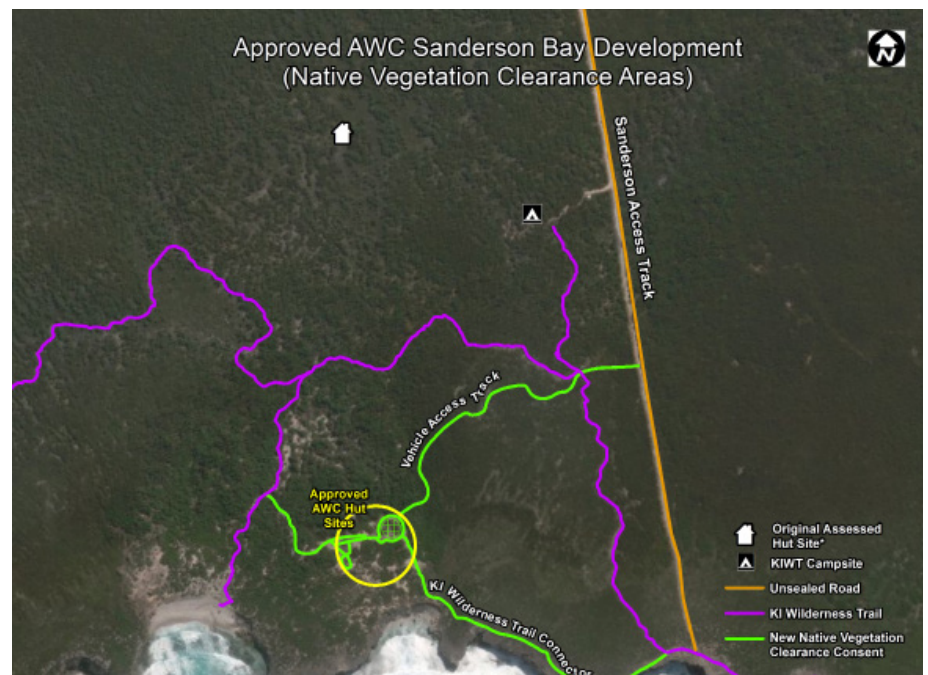 Approved AWC Sanderson Bay Development
(Native Vegetation Clearance Areas)
N
Sanderson Access Track
Vehicle Access Track
Approved
AWC Hut
Sites
KI Wilderness Trail Connector
Original Assessed
Hut Site*
KIWT Campsite
Unsealed Road
KI Wilderness Trail
New Native Vegetation
Clearance Consent